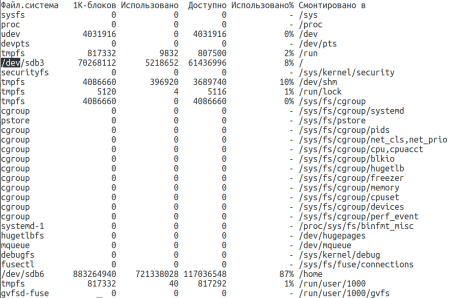 Файл.система 1K-блоков Использовано Доступно Использовано% Смонтировано в
sysfs 0 0 0 - /sys
proc 0 0 0 - /proc
udev 4031916 0 4031916 0% /dev
devpts 0 0 0 - /dev/pts
tmpfs 817332 9832 807500 2% /run
/dev/sdb3 70268112 5218652 61436996 8% /
securityfs 0 0 0 - /sys/kernel/security
tmpfs 4086660 396920 3689740 10% /dev/shm
tmpfs 5120 4 5116 1% /run/lock
tmpfs 4086660 0 4086660 0% /sys/fs/cgroup
cgroup 0 0 0 - /sys/fs/cgroup/systemd
pstore 0 0 0 - /sys/fs/pstore
cgroup 0 0 0 - /sys/fs/cgroup/pids
cgroup 0 0 0 - /sys/fs/cgroup/net_cls,net_prio
cgroup 0 0 0 - /sys/fs/cgroup/cpu,cpuacct
cgroup 0 0 0 - /sys/fs/cgroup/blkio
cgroup 0 0 0 - /sys/fs/cgroup/hugetlb
cgroup 0 0 0 - /sys/fs/cgroup/freezer
cgroup 0 0 0 - /sys/fs/cgroup/memory
cgroup 0 0 0 - /sys/fs/cgroup/cpuset
cgroup 0 0 0 - /sys/fs/cgroup/devices
cgroup 0 0 0 - /sys/fs/cgroup/perf_event
systemd-1 0 0 0 - /proc/sys/fs/binfmt_misc
hugetlbfs 0 0 0 - /dev/hugepages
mqueue 0 0 0 - /dev/mqueue
debugfs 0 0 0 - /sys/kernel/debug
fusectl 0 0 0 - /sys/fs/fuse/connections
/dev/sdb6 883264940 721338028 117036548 87% /home
tmpfs 817332 40 817292 1% /run/user/1000
gvfsd-fuse 0 0 0 - /run/user/1000/gvfs